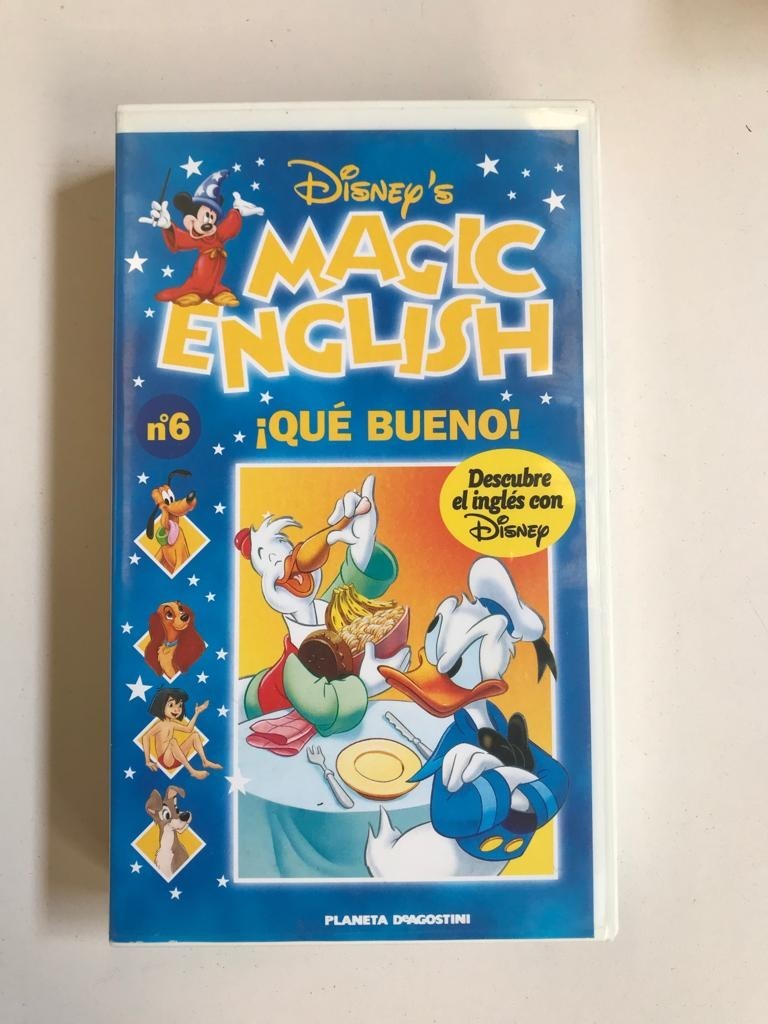 DISNEY'S
MAGIC
ENGLISH
nº6
¡QUÉ BUENO!
Descubre
el inglés con
DISNEY
PLANETA DEAGOSTINI